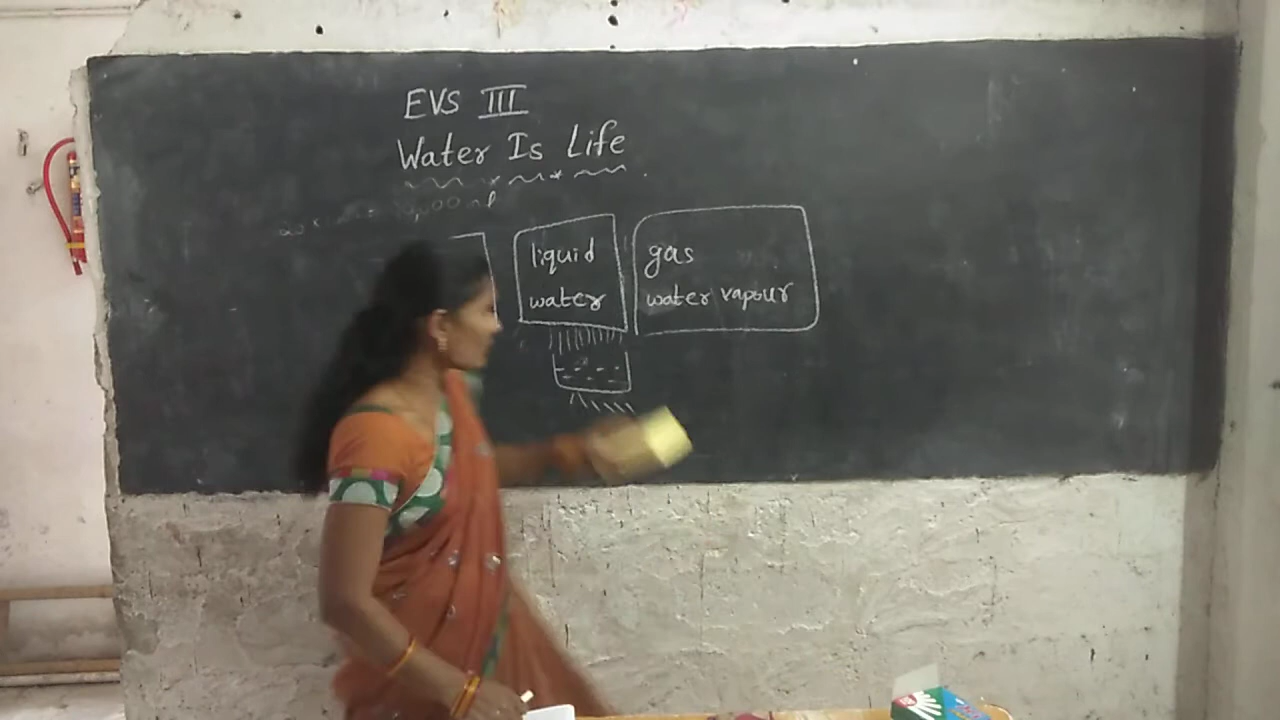 EVS III
Water Is Life
liquid
water
gas
water vapour